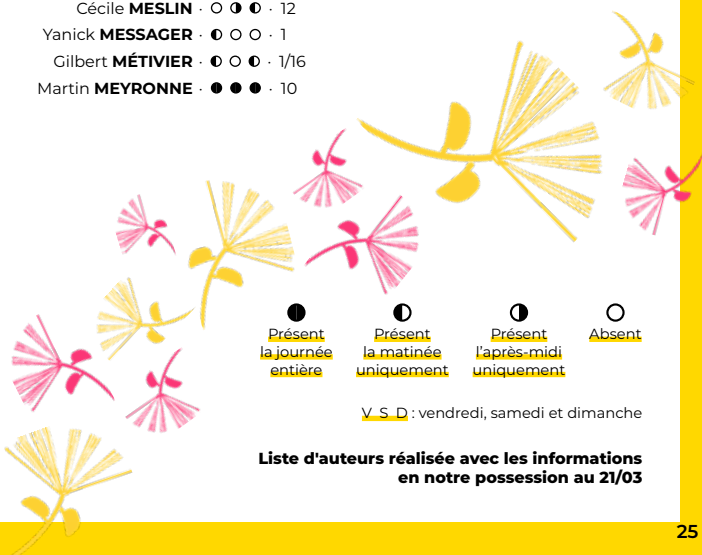 Cécile MESLIN · ○ ◑ ◐ · 12
Yanick MESSAGER · ◐ ○ ○ · 1
Gilbert MÉTIVIER · ◐ ○ ◐ · 1/16
Martin MEYRONNE · ● ● ● · 10
● ◐ ◑ ○
Présent
la journée
entière
Présent
la matinée
uniquement
Présent
l'après-midi
uniquement
Absent
V S D : vendredi, samedi et dimanche
Liste d'auteurs réalisée avec les informations
en notre possession au 21/03
25